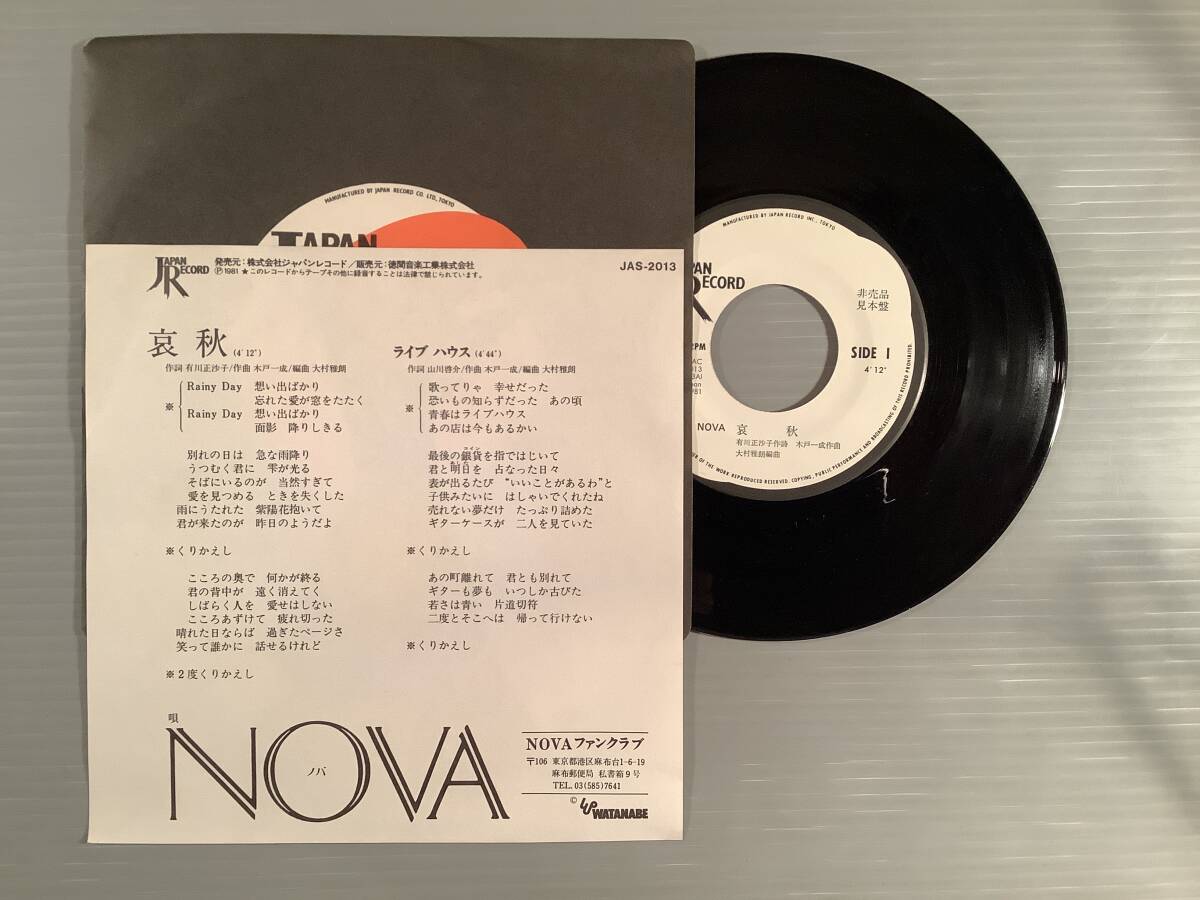 MANUFACTURED BY JAPAN RECORD CO. LTD., TOKYO
JAPAN
JAPAN RECORD
発売元：株式会社ジャパンレコード／販売元：徳間音楽工業株式会社
Ⓟ1981 ★このレコードからテープその他に録音することは法律で禁じられています。
JAS-2013
哀秋 (4′12″)
作詞 有川正沙子/作曲 木戸一成/編曲 大村雅朗
※ Rainy Day 想い出ばかり
忘れた愛が窓をたたく
Rainy Day 想い出ばかり
面影 降りしきる
別れの日は 急な雨降り
うつむく君に 雫が光る
そばにいるのが 当然すぎて
愛を見つめる ときを失くした
雨にうたれた 紫陽花抱いて
君が来たのが 昨日のようだよ
※くりかえし
こころの奥で 何かが終る
君の背中が 遠く消えてく
しばらく人を 愛せはしない
こころあずけて 疲れ切った
晴れた日ならば 過ぎたページさ
笑って誰かに 話せるけれど
※2度くりかえし
ライブ ハウス (4′44″)
作詞 山川啓介/作曲 木戸一成/編曲 大村雅朗
※ 歌ってりゃ 幸せだった
恐いもの知らずだった あの頃
青春はライブハウス
あの店は今もあるかい
コイン
最後の銀貨を指ではじいて
君と明日を 占なった日々
表が出るたび “いいことがあるわ”と
子供みたいに はしゃいでくれたね
売れない夢だけ たっぷり詰めた
ギターケースが 二人を見ていた
※くりかえし
あの町離れて 君とも別れて
ギターも夢も いつしか古びた
若さは青い 片道切符
二度とそこへは 帰って行けない
※くりかえし
唄
NOVA
ノバ
NOVAファンクラブ
〒106 東京都港区麻布台1-6-19
麻布郵便局 私書箱9号
TEL. 03(585)7641
© WATANABE
MANUFACTURED BY JAPAN RECORD INC., TOKYO
PAN
RECORD
非売品
見本盤
SIDE 1
4′12″
NOVA 哀 秋
有川正沙子作詩 木戸一成作曲
大村雅朗編曲
OF THE WORK REPRODUCED RESERVED. COPYING, PUBLIC PERFORMANCE AND BROADCASTING OF THIS RECORD PROHIBITED.